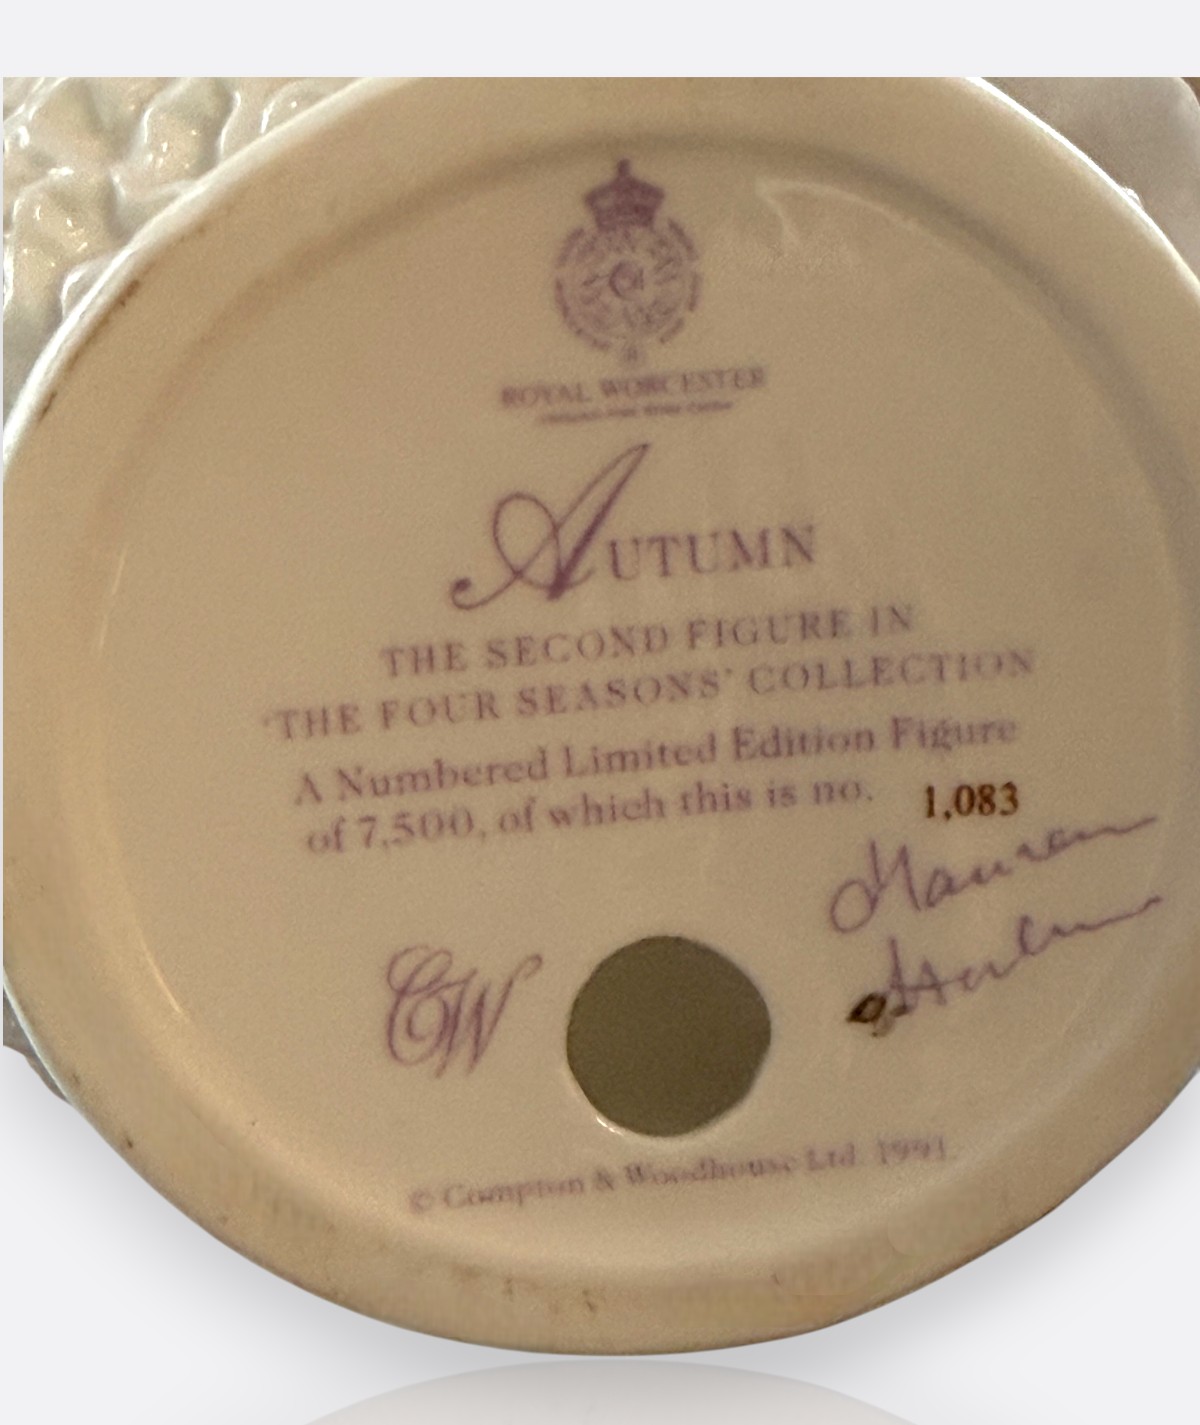 ROYAL WORCESTER
AUTUMN
THE SECOND FIGURE IN
'THE FOUR SEASONS' COLLECTION
A Numbered Limited Edition Figure
of 7,500, of which this is no. 1,083
Maureen
CW
© Compton & Woodhouse Ltd. 1991.